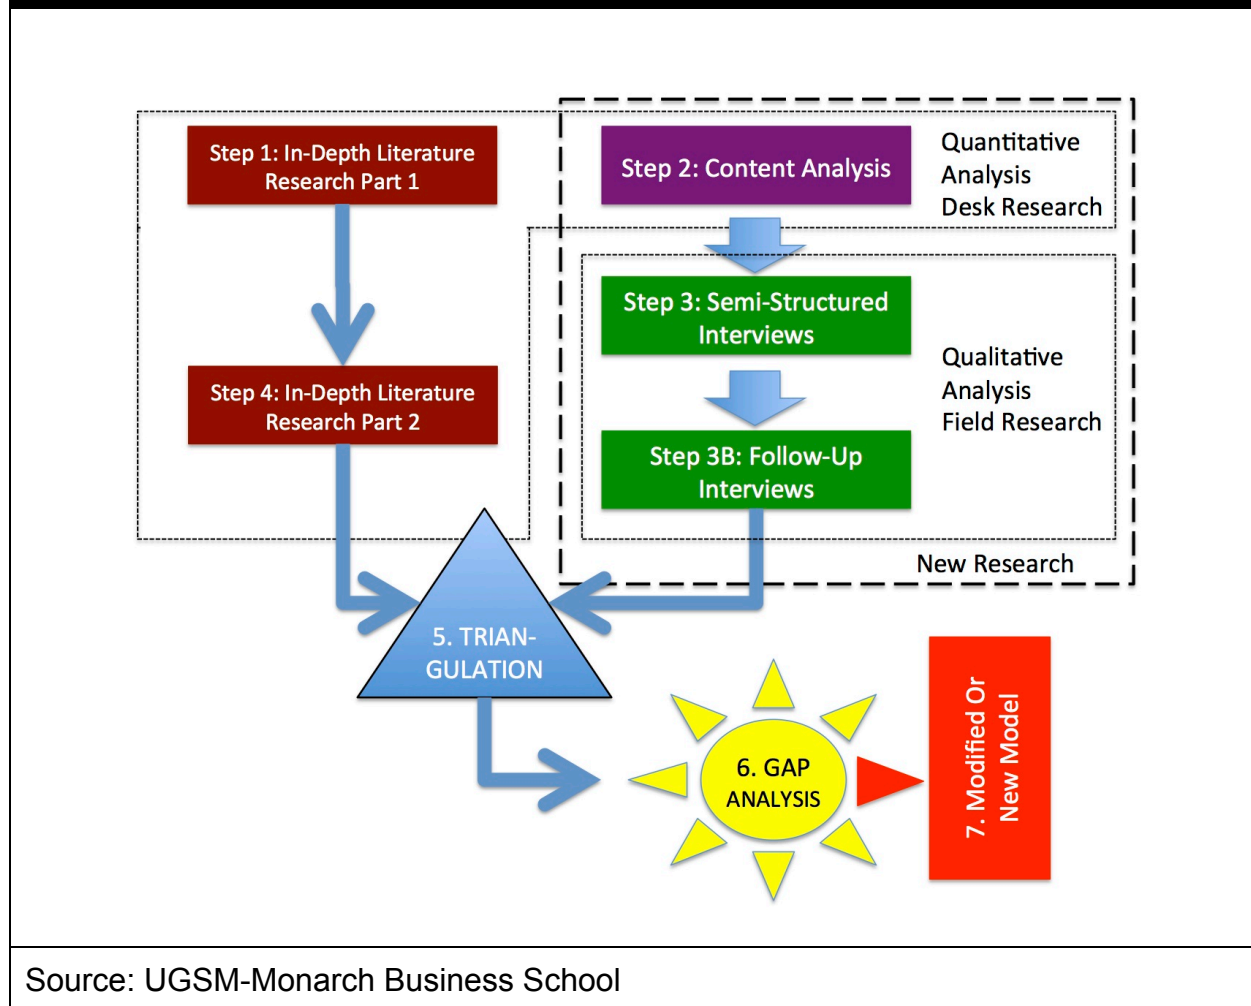 Step 1: In-Depth Literature
Research Part 1
Step 2: Content Analysis
Quantitative
Analysis
Desk Research
Step 3: Semi-Structured
Interviews
Step 4: In-Depth Literature
Research Part 2
Qualitative
Analysis
Field Research
Step 3B: Follow-Up
Interviews
New Research
5. TRIAN-
GULATION
6. GAP
ANALYSIS
7. Modified Or
New Model
Source: UGSM-Monarch Business School